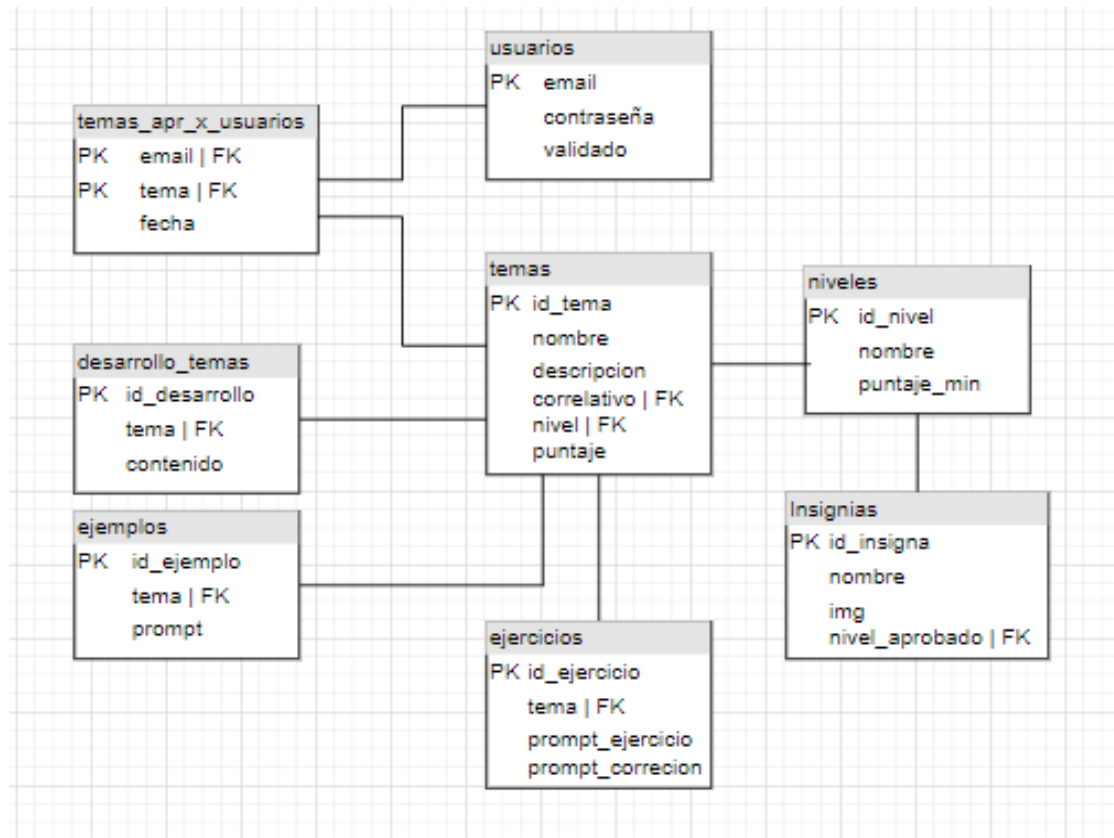 usuarios
PK email
contraseña
validado
temas_apr_x_usuarios
PK email | FK
PK tema | FK
fecha
temas
PK id_tema
nombre
descripcion
correlativo | FK
nivel | FK
puntaje
niveles
PK id_nivel
nombre
puntaje_min
desarrollo_temas
PK id_desarrollo
tema | FK
contenido
Insignias
PK id_insigna
nombre
img
nivel_aprobado | FK
ejemplos
PK id_ejemplo
tema | FK
prompt
ejercicios
PK id_ejercicio
tema | FK
prompt_ejercicio
prompt_correcion